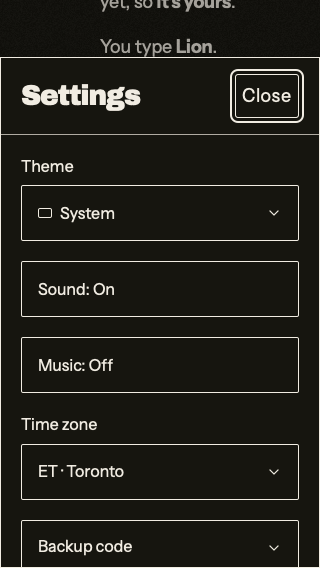 yet, so it's yours.
You type Lion.
Settings
Close
Theme
System
Sound: On
Music: Off
Time zone
ET · Toronto
Backup code